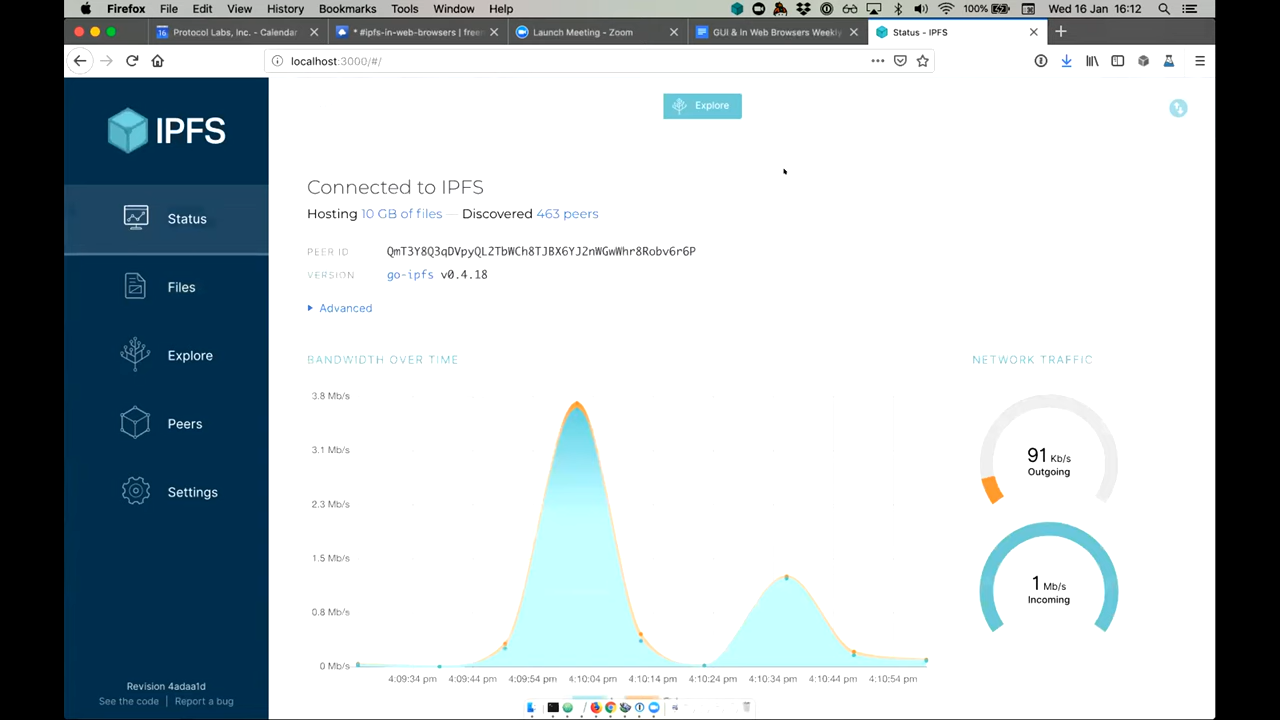 Firefox File Edit View History Bookmarks Tools Window Help 100% Wed 16 Jan 16:12
Protocol Labs, Inc. - Calendar * #ipfs-in-web-browsers | free Launch Meeting - Zoom GUI & In Web Browsers Weekly Status - IPFS
localhost:3000/#/
IPFS
Explore
Status
Files
Explore
Peers
Settings
Revision 4adaa1d
See the code | Report a bug
Connected to IPFS
Hosting 10 GB of files — Discovered 463 peers
PEER ID QmT3Y8Q3qDVpyQL2TbWCh8TJBX6YJ2nWGwWhr8Robv6r6P
VERSION go-ipfs v0.4.18
Advanced
BANDWIDTH OVER TIME
3.8 Mb/s
3.1 Mb/s
2.3 Mb/s
1.5 Mb/s
0.8 Mb/s
0 Mb/s
4:09:34 pm 4:09:44 pm 4:09:54 pm 4:10:04 pm 4:10:14 pm 4:10:24 pm 4:10:34 pm 4:10:44 pm 4:10:54 pm
NETWORK TRAFFIC
91 Kb/s
Outgoing
1 Mb/s
Incoming